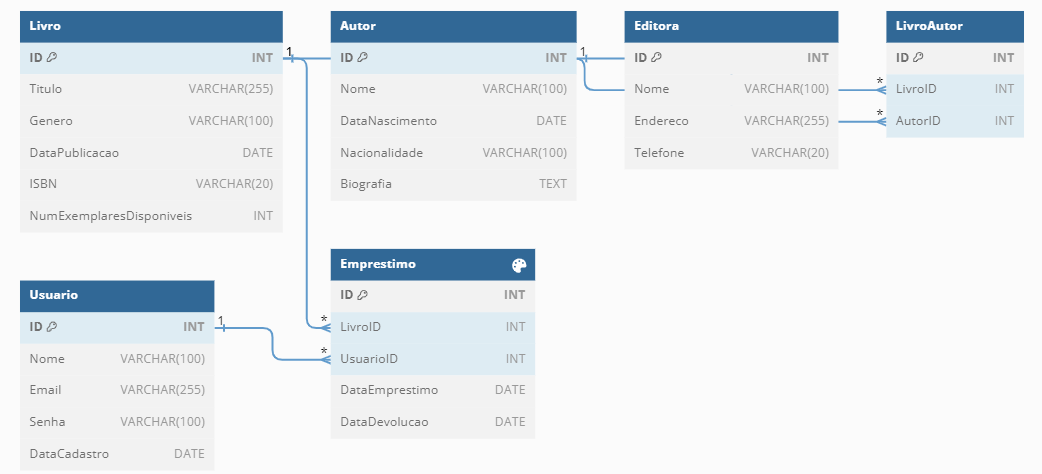 Livro
ID INT
Titulo VARCHAR(255)
Genero VARCHAR(100)
DataPublicacao DATE
ISBN VARCHAR(20)
NumExemplaresDisponiveis INT
1
Autor
ID INT
Nome VARCHAR(100)
DataNascimento DATE
Nacionalidade VARCHAR(100)
Biografia TEXT
1
Editora
ID INT
Nome VARCHAR(100)
Endereco VARCHAR(255)
Telefone VARCHAR(20)
*
*
LivroAutor
ID INT
LivroID INT
AutorID INT
Usuario
ID INT
Nome VARCHAR(100)
Email VARCHAR(255)
Senha VARCHAR(100)
DataCadastro DATE
1
*
*
Emprestimo
ID INT
LivroID INT
UsuarioID INT
DataEmprestimo DATE
DataDevolucao DATE